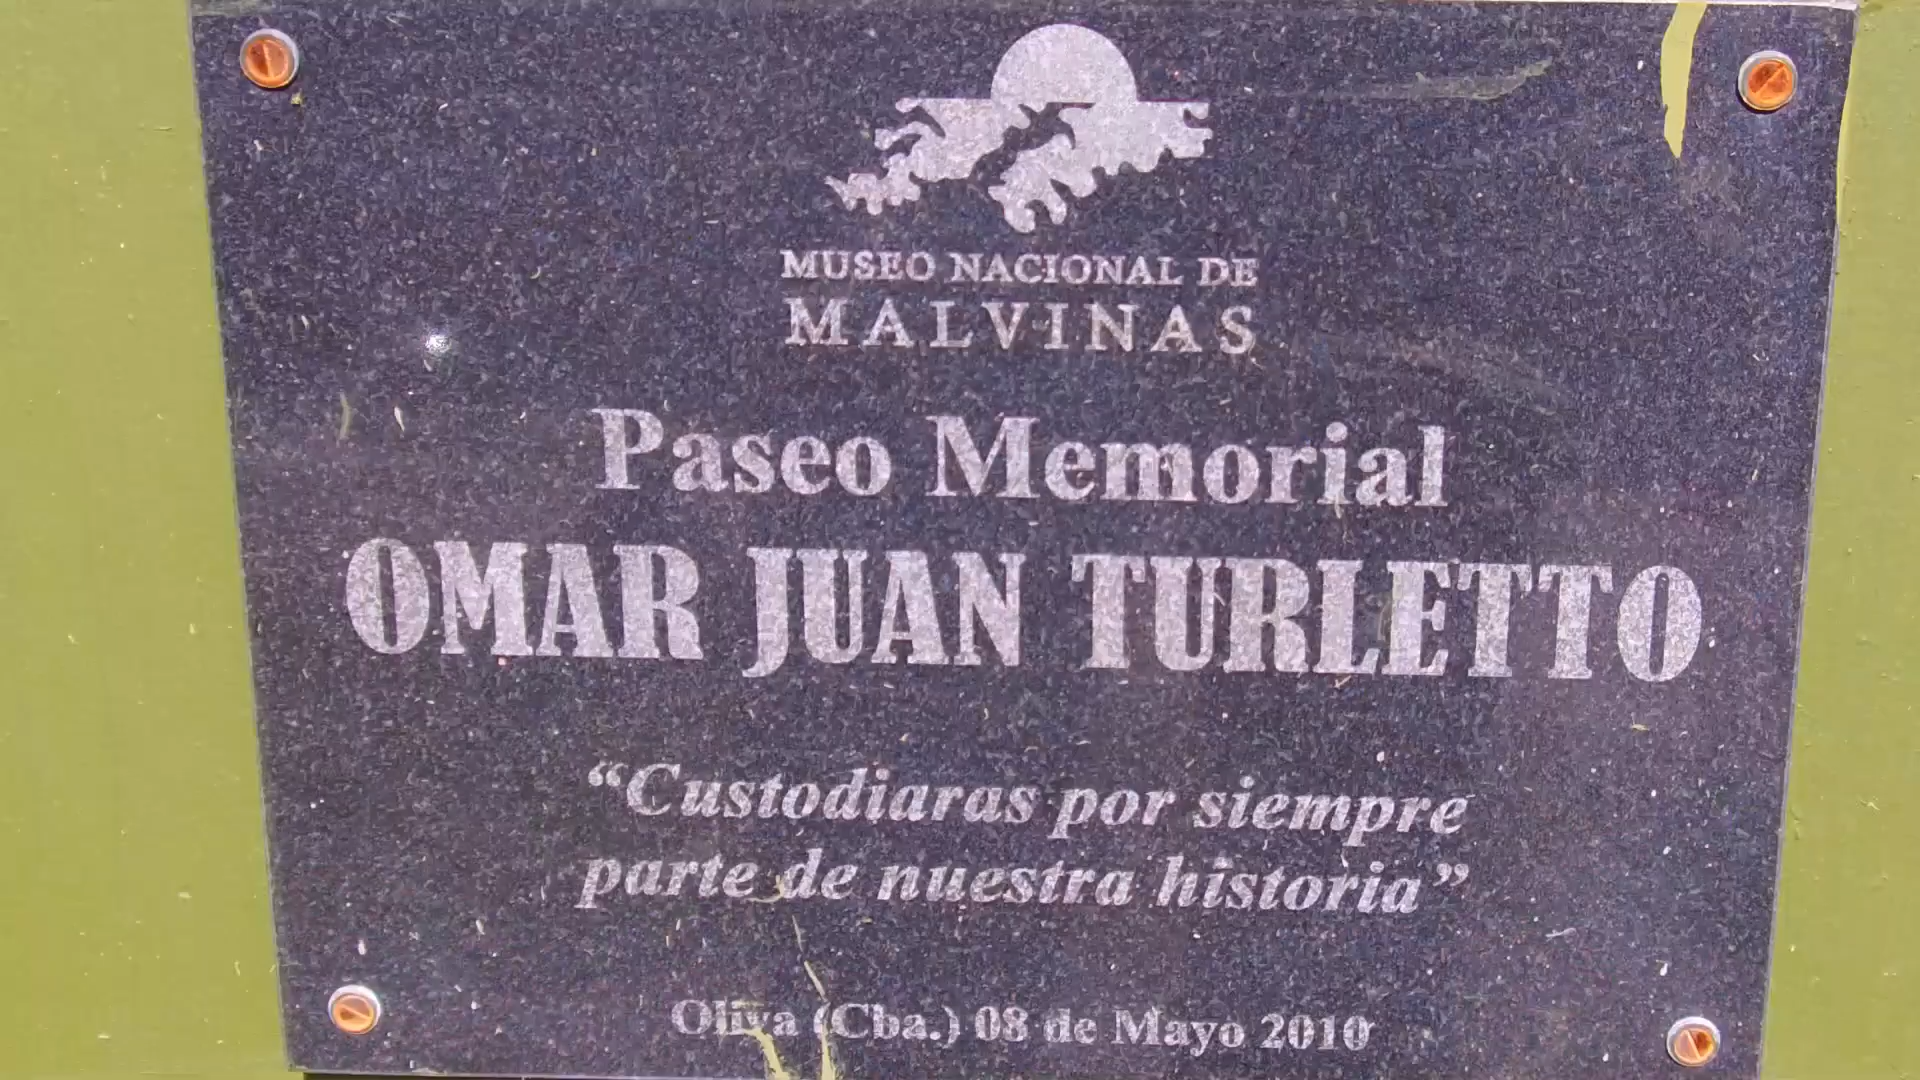 MUSEO NACIONAL DE
MALVINAS
Paseo Memorial
OMAR JUAN TURLETTO
“Custodiaras por siempre
parte de nuestra historia”
Oliva (Cba.) 08 de Mayo 2010